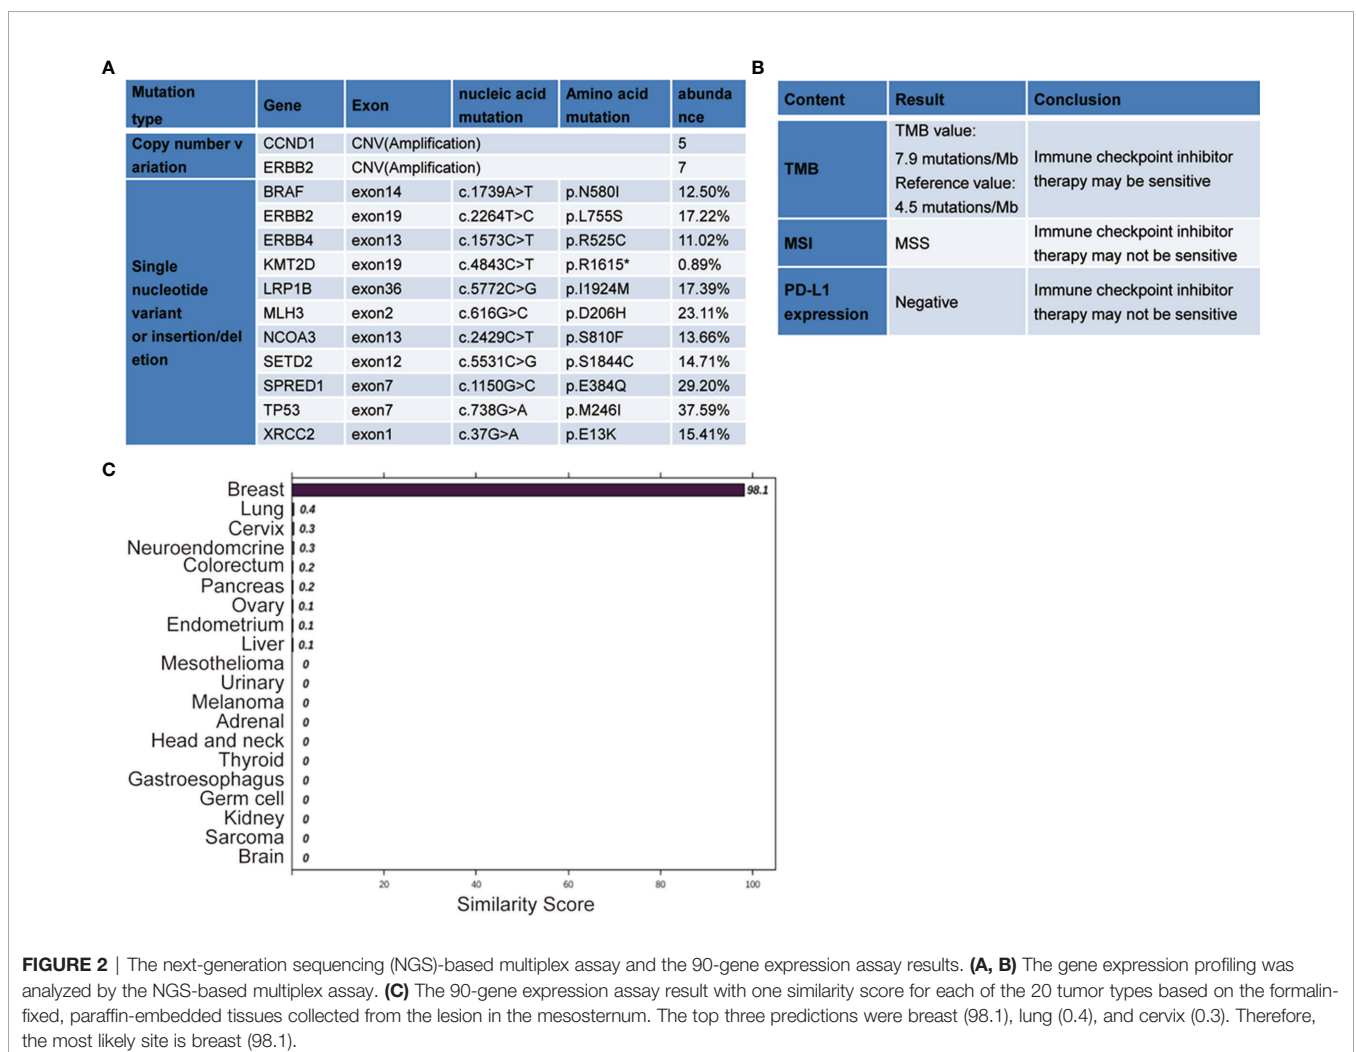 A
Mutation type Gene Exon nucleic acid mutation Amino acid mutation abunda nce
Copy number v ariation CCND1 CNV(Amplification) 5
ERBB2 CNV(Amplification) 7
Single nucleotide variant or insertion/del etion BRAF exon14 c.1739A>T p.N580I 12.50%
ERBB2 exon19 c.2264T>C p.L755S 17.22%
ERBB4 exon13 c.1573C>T p.R525C 11.02%
KMT2D exon19 c.4843C>T p.R1615* 0.89%
LRP1B exon36 c.5772C>G p.I1924M 17.39%
MLH3 exon2 c.616G>C p.D206H 23.11%
NCOA3 exon13 c.2429C>T p.S810F 13.66%
SETD2 exon12 c.5531C>G p.S1844C 14.71%
SPRED1 exon7 c.1150G>C p.E384Q 29.20%
TP53 exon7 c.738G>A p.M246I 37.59%
XRCC2 exon1 c.37G>A p.E13K 15.41%
B
Content Result Conclusion
TMB TMB value: 7.9 mutations/Mb Reference value: 4.5 mutations/Mb Immune checkpoint inhibitor therapy may be sensitive
MSI MSS Immune checkpoint inhibitor therapy may not be sensitive
PD-L1 expression Negative Immune checkpoint inhibitor therapy may not be sensitive
C
Breast 98.1
Lung 0.4
Cervix 0.3
Neuroendomcrine 0.3
Colorectum 0.2
Pancreas 0.2
Ovary 0.1
Endometrium 0.1
Liver 0.1
Mesothelioma 0
Urinary 0
Melanoma 0
Adrenal 0
Head and neck 0
Thyroid 0
Gastroesophagus 0
Germ cell 0
Kidney 0
Sarcoma 0
Brain 0
20 40 60 80 100
Similarity Score
FIGURE 2 | The next-generation sequencing (NGS)-based multiplex assay and the 90-gene expression assay results. (A, B) The gene expression profiling was
analyzed by the NGS-based multiplex assay. (C) The 90-gene expression assay result with one similarity score for each of the 20 tumor types based on the formalin-
fixed, paraffin-embedded tissues collected from the lesion in the mesosternum. The top three predictions were breast (98.1), lung (0.4), and cervix (0.3). Therefore,
the most likely site is breast (98.1).